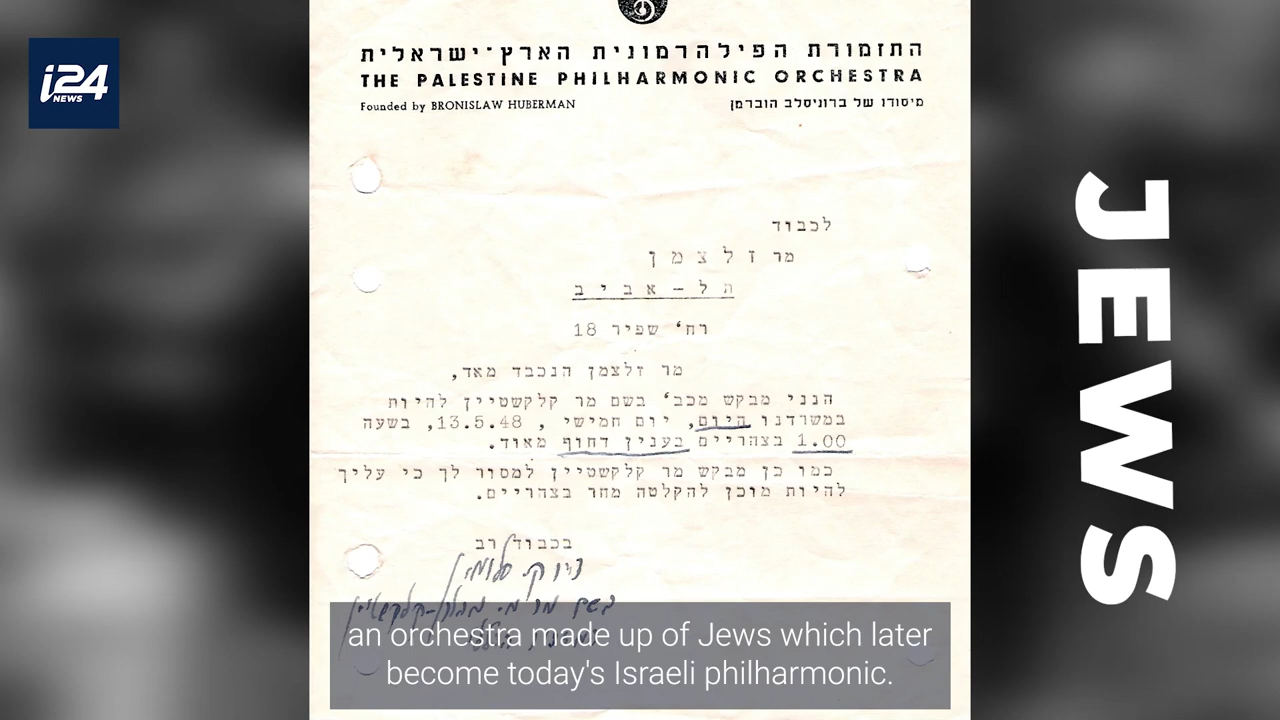 i24
NEWS
התזמורת הפילהרמונית הארץ־ישראלית
THE PALESTINE PHILHARMONIC ORCHESTRA
Founded by BRONISLAW HUBERMAN
מיסודו של ברוניסלב הוברמן
לכבוד
מר זלצמן
תל-אביב
רח' שפיר 18
מר זלצמן הנכבד מאד,
הנני מבקש מכב' בשם מר קלקשטיין להיות
במשרדנו היום, יום חמישי , 13.5.48, בשעה
1.00 בצהריים בענין דחוף מאוד.
כמו כן מבקש מר קלקשטיין למסור לך כי עליך
להיות מוכן להקלטה מחר בצהריים.
בכבוד רב
an orchestra made up of Jews which later
become today's Israeli philharmonic.
JEWS